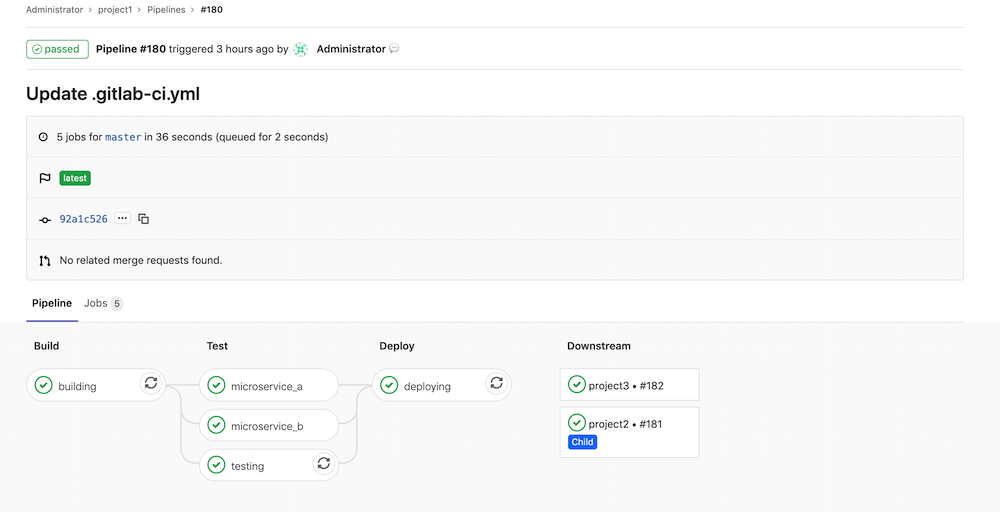 Administrator > project1 > Pipelines > #180
passed Pipeline #180 triggered 3 hours ago by Administrator
Update .gitlab-ci.yml
5 jobs for master in 36 seconds (queued for 2 seconds)
latest
92a1c526 ...
No related merge requests found.
Pipeline Jobs 5
Build Test Deploy Downstream
building microservice_a deploying project3 • #182
microservice_b project2 • #181
Child
testing